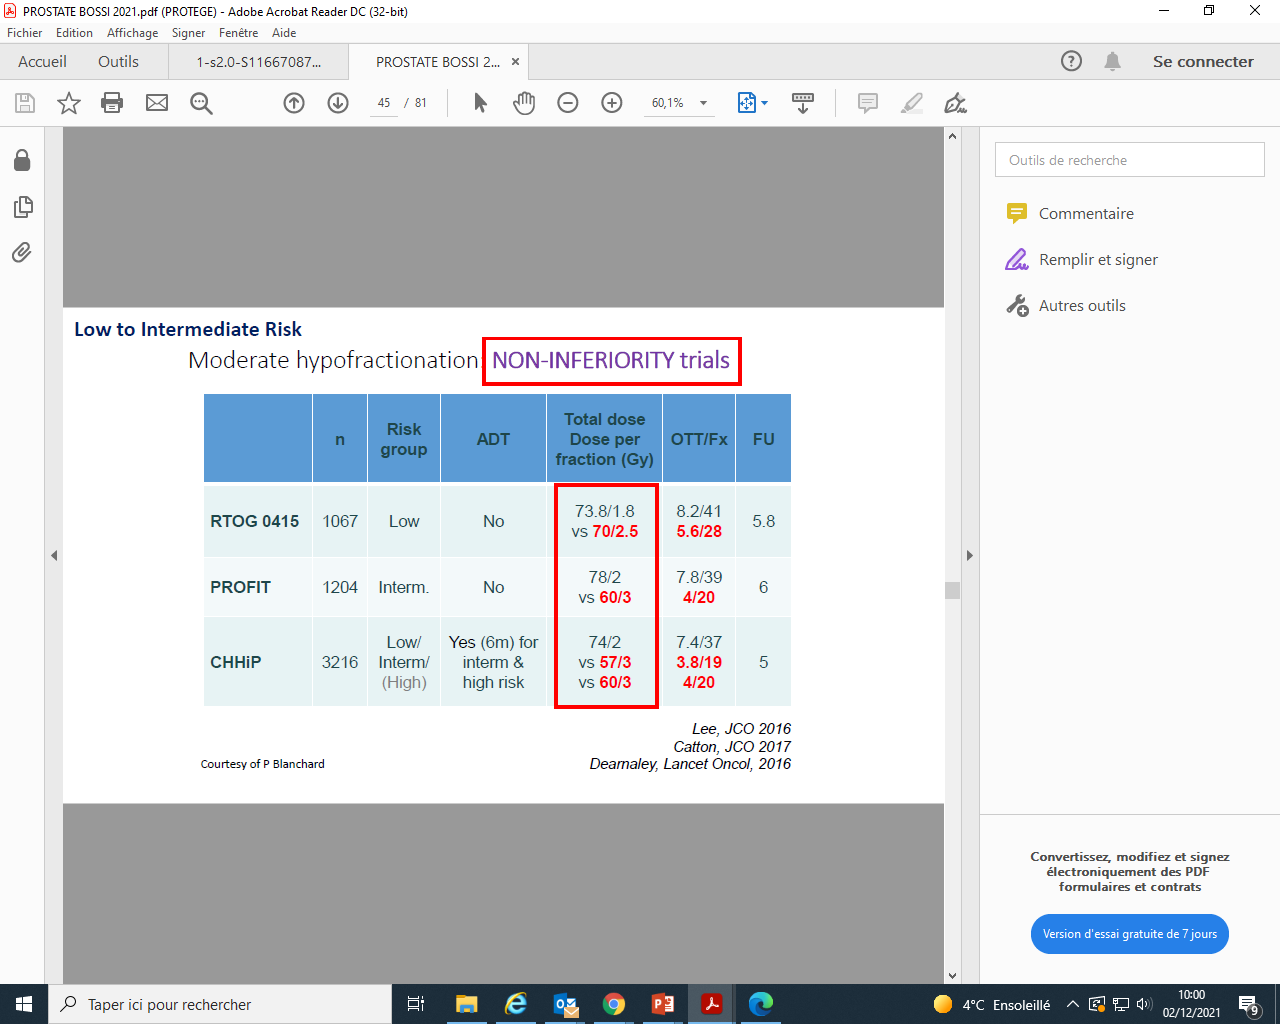 PROSTATE BOSSI 2021.pdf (PROTEGE) - Adobe Acrobat Reader DC (32-bit)
Fichier Edition Affichage Signer Fenêtre Aide
Accueil Outils 1-s2.0-S11667087... PROSTATE BOSSI 2... × Se connecter
45 / 81 60,1%
Outils de recherche
Commentaire
Remplir et signer
Autres outils
Low to Intermediate Risk
Moderate hypofractionation: NON-INFERIORITY trials
n Risk group ADT Total dose Dose per fraction (Gy) OTT/Fx FU
RTOG 0415 1067 Low No 73.8/1.8 vs 70/2.5 8.2/41 5.6/28 5.8
PROFIT 1204 Interm. No 78/2 vs 60/3 7.8/39 4/20 6
CHHiP 3216 Low/ Interm/ (High) Yes (6m) for interm & high risk 74/2 vs 57/3 vs 60/3 7.4/37 3.8/19 4/20 5
Lee, JCO 2016
Catton, JCO 2017
Courtesy of P Blanchard Dearnaley, Lancet Oncol, 2016
Convertissez, modifiez et signez
électroniquement des PDF
formulaires et contrats
Version d'essai gratuite de 7 jours
Taper ici pour rechercher
4°C Ensoleillé
10:00
02/12/2021
9